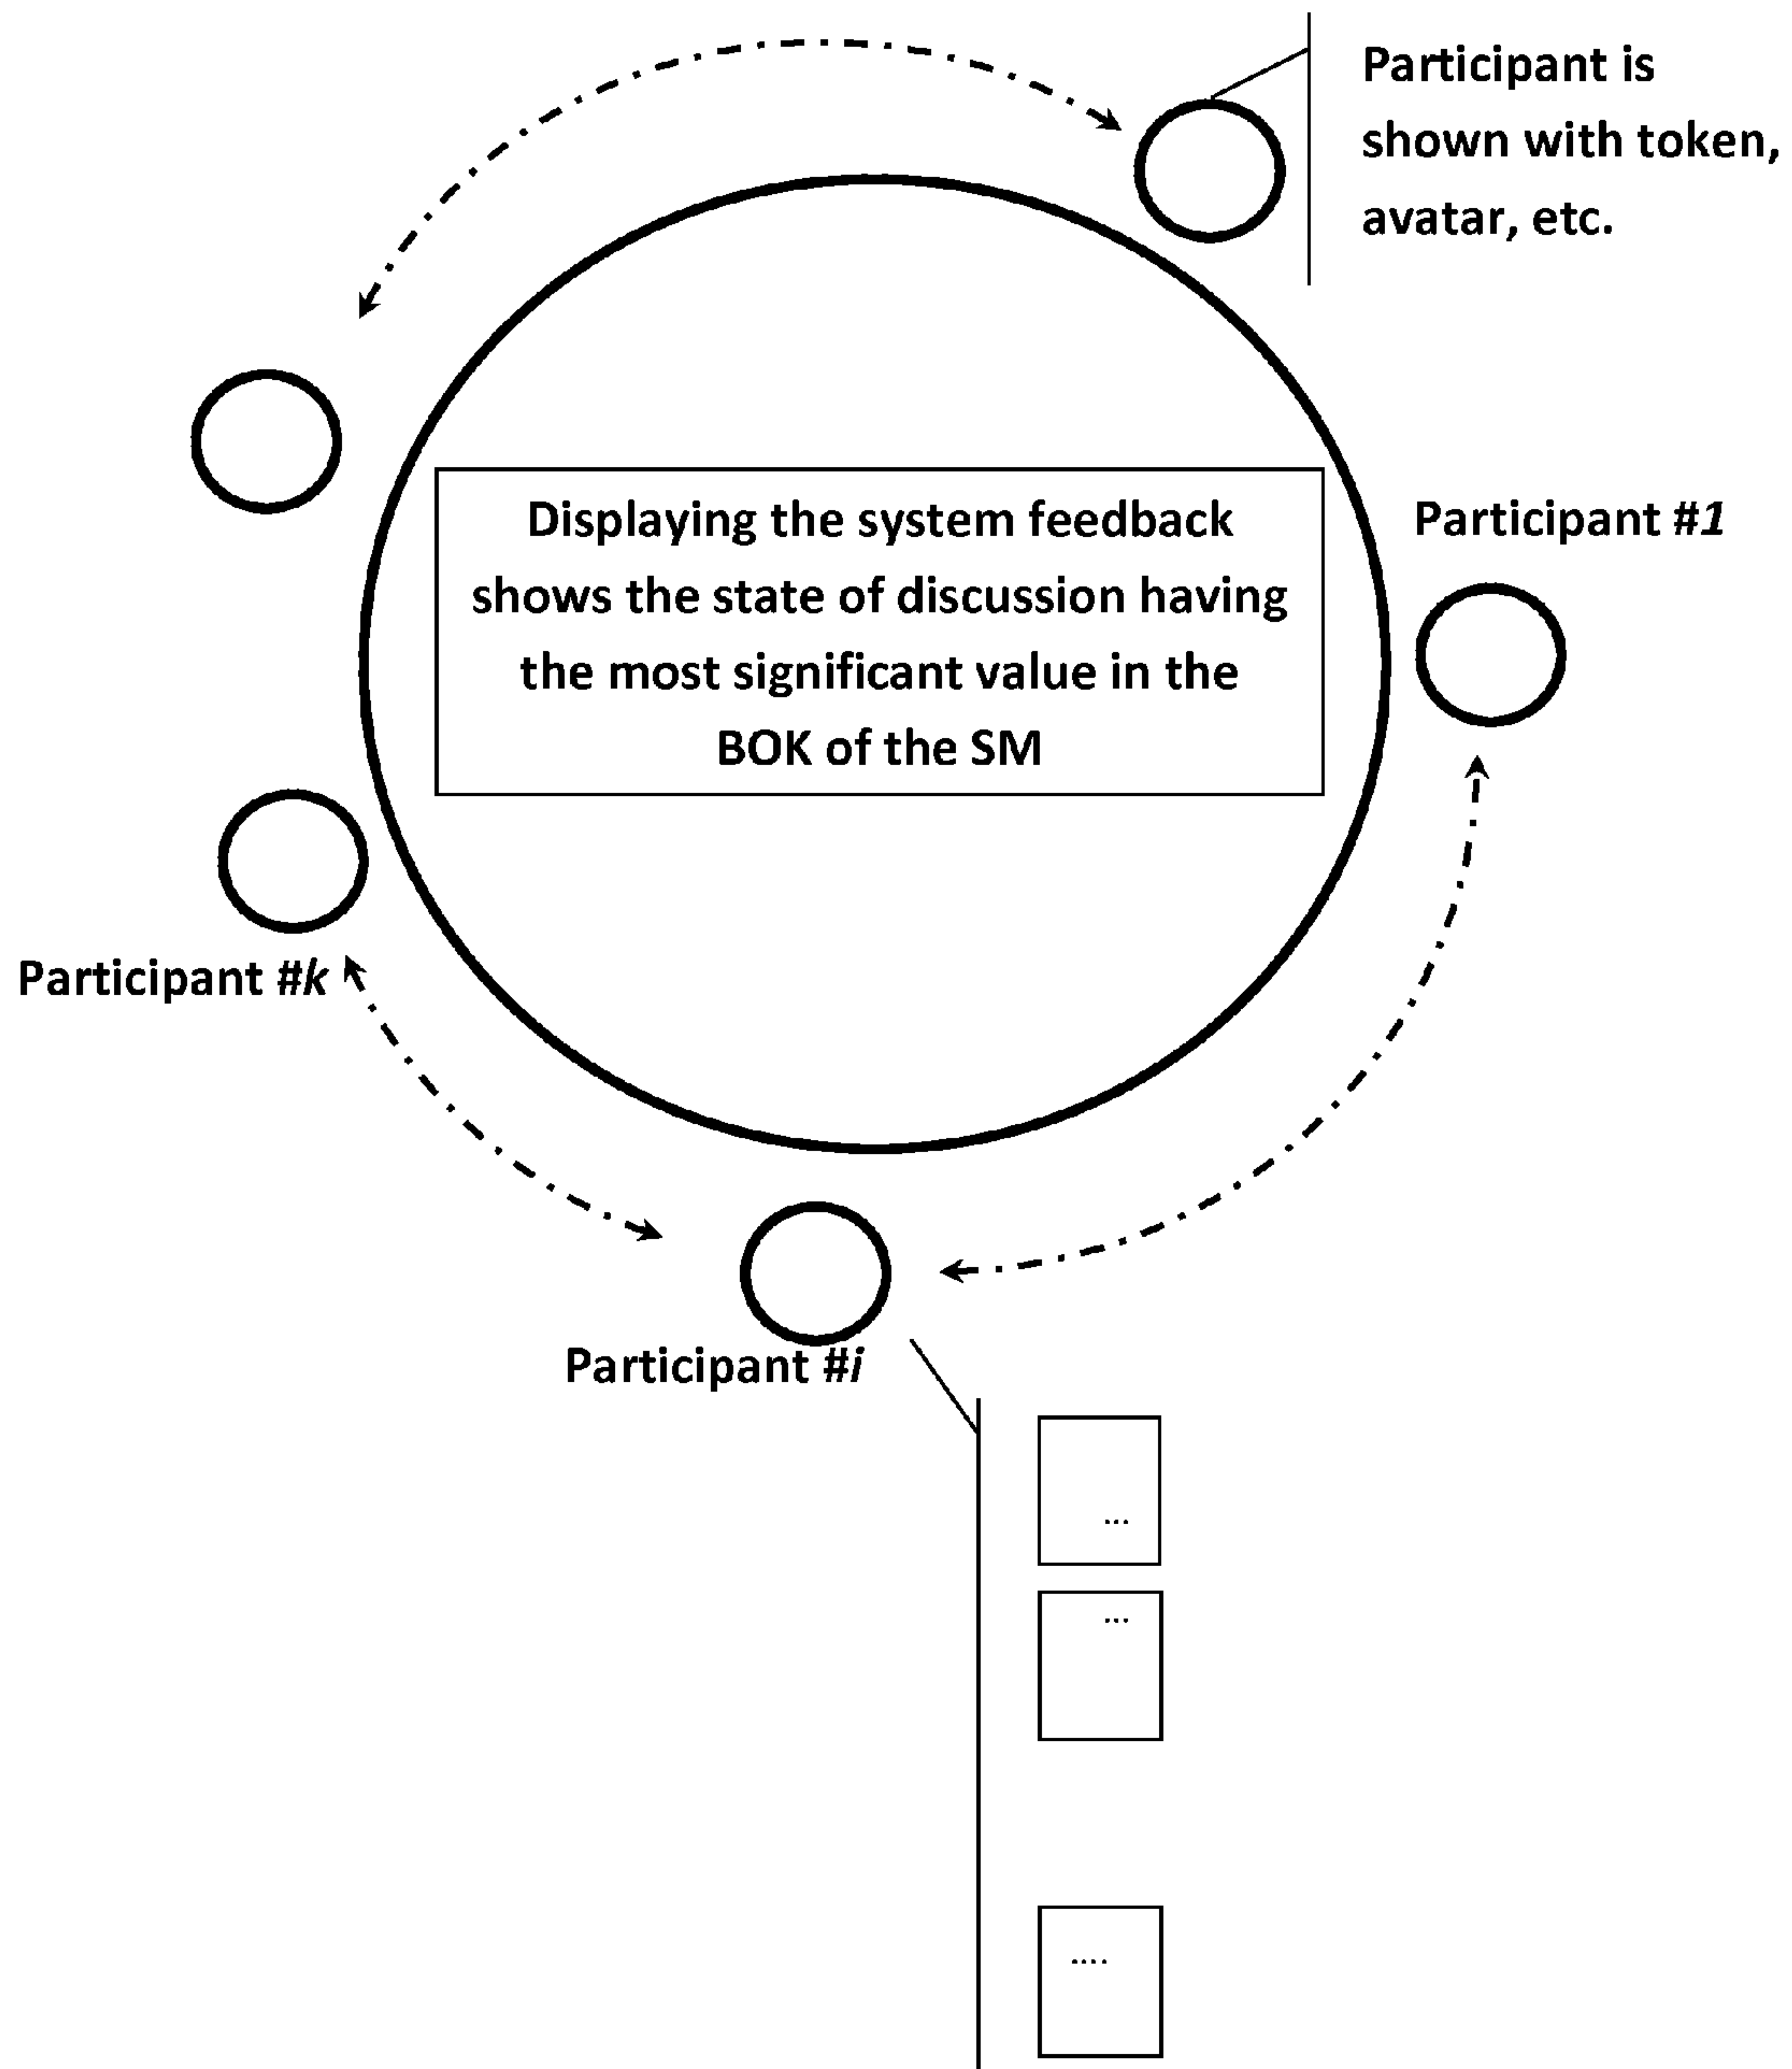 Participant is
shown with token,
avatar, etc.
Displaying the system feedback
shows the state of discussion having
the most significant value in the
BOK of the SM
Participant #1
Participant #k
Participant #i
...
...
....